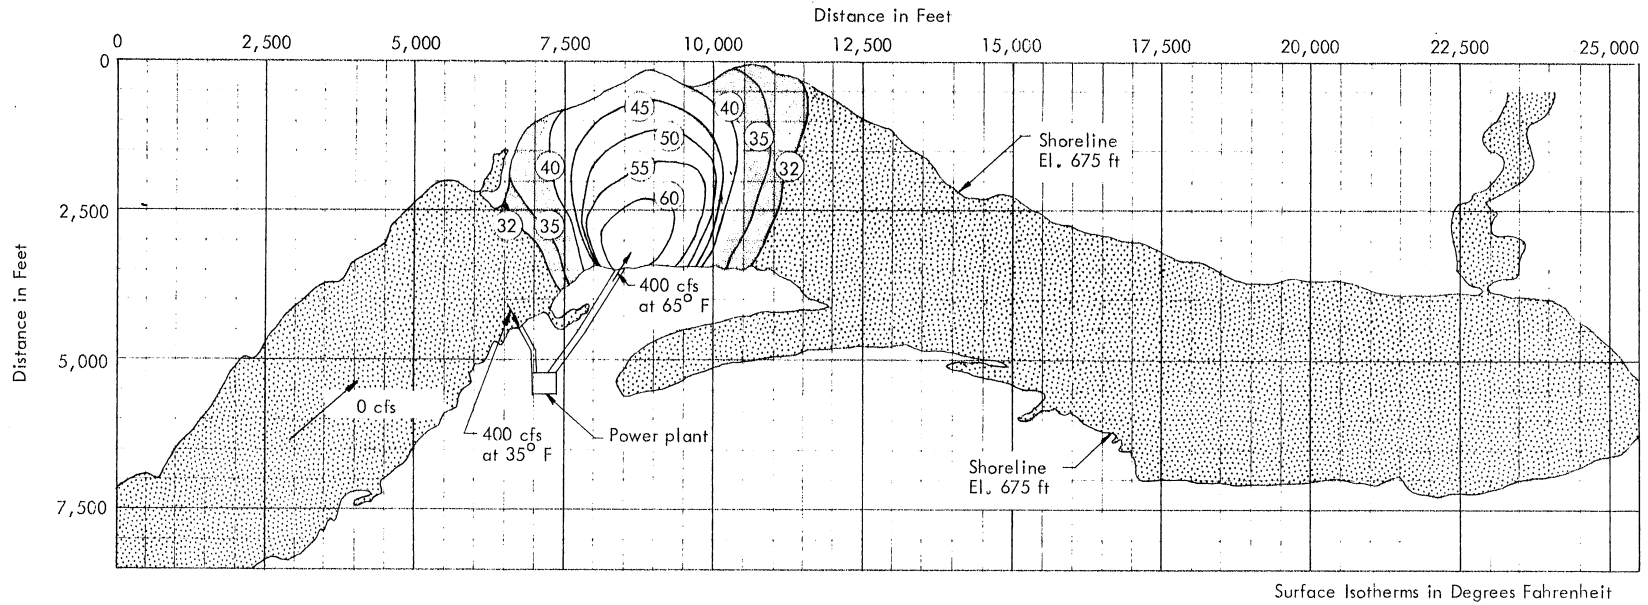 Distance in Feet
0 2,500 5,000 7,500 10,000 12,500 15,000 17,500 20,000 22,500 25,000
0
2,500
5,000
7,500
Distance in Feet
45
40
50
35
Shoreline
El. 675 ft
40
55
32
60
32
35
400 cfs
at 65° F
0 cfs
400 cfs
at 35° F
Power plant
Shoreline
El. 675 ft
Surface Isotherms in Degrees Fahrenheit